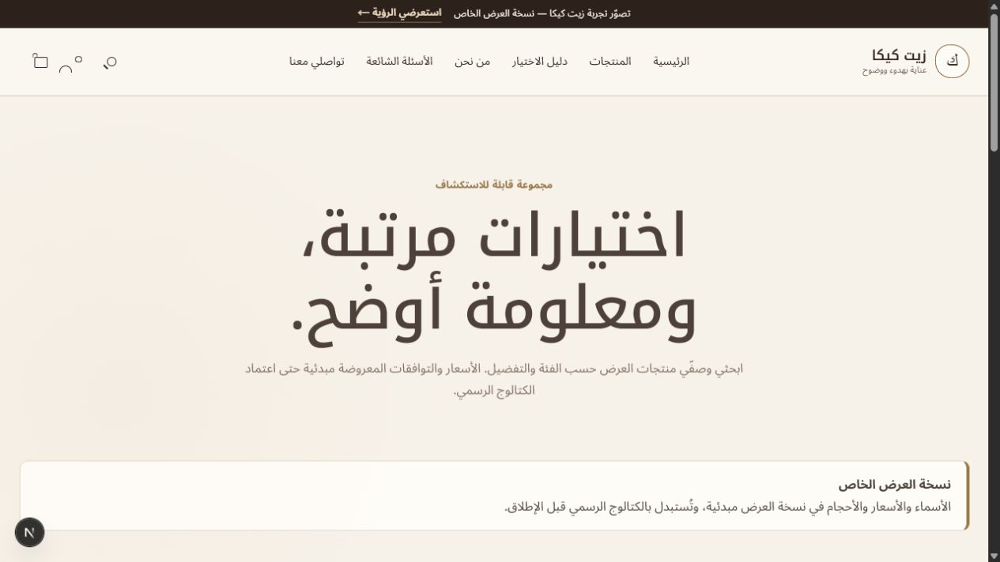 تصوّر تجربة زيت كيكا — نسخة العرض الخاص
استعرضي الرؤية ←
ك
زيت كيكا
عناية بهدوء ووضوح
الرئيسية
المنتجات
دليل الاختيار
من نحن
الأسئلة الشائعة
تواصلي معنا
مجموعة قابلة للاستكشاف
اختيارات مرتبة،
ومعلومة أوضح.
ابحثي وصفّي منتجات العرض حسب الفئة والتفضيل. الأسعار والتوافقات المعروضة مبدئية حتى اعتماد
الكتالوج الرسمي.
نسخة العرض الخاص
الأسماء والأسعار والأحجام في نسخة العرض مبدئية، وتُستبدل بالكتالوج الرسمي قبل الإطلاق.
N